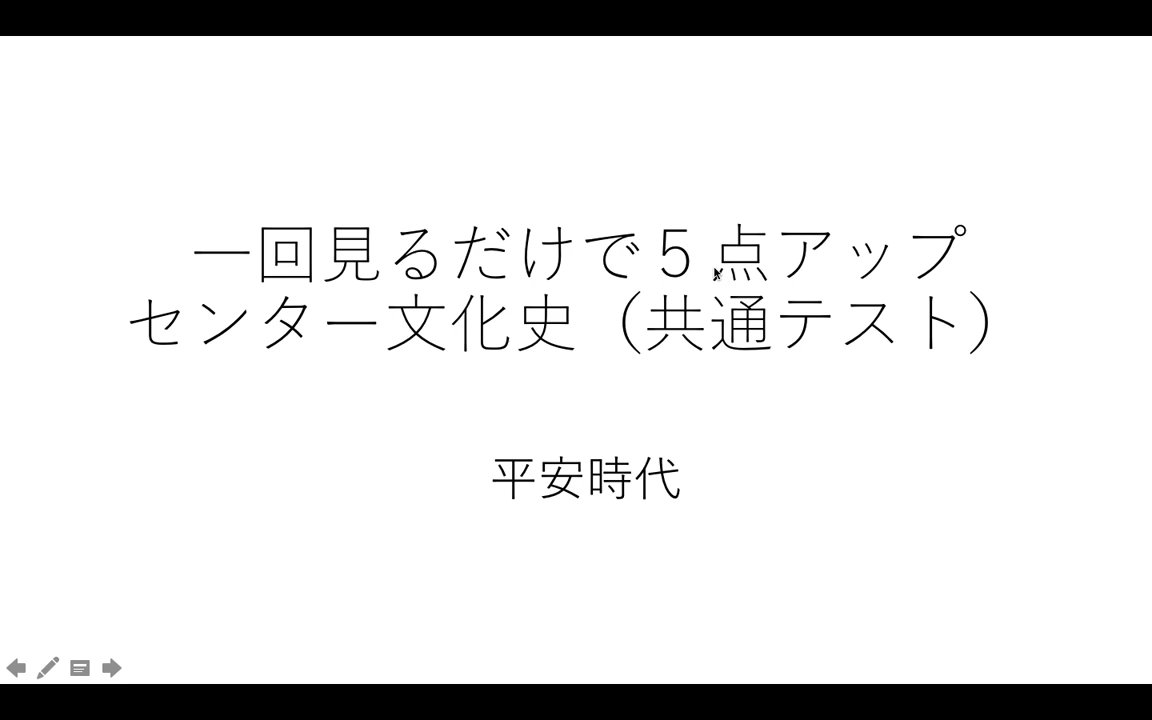 一回見るだけで５点アップ
センター文化史（共通テスト）
平安時代